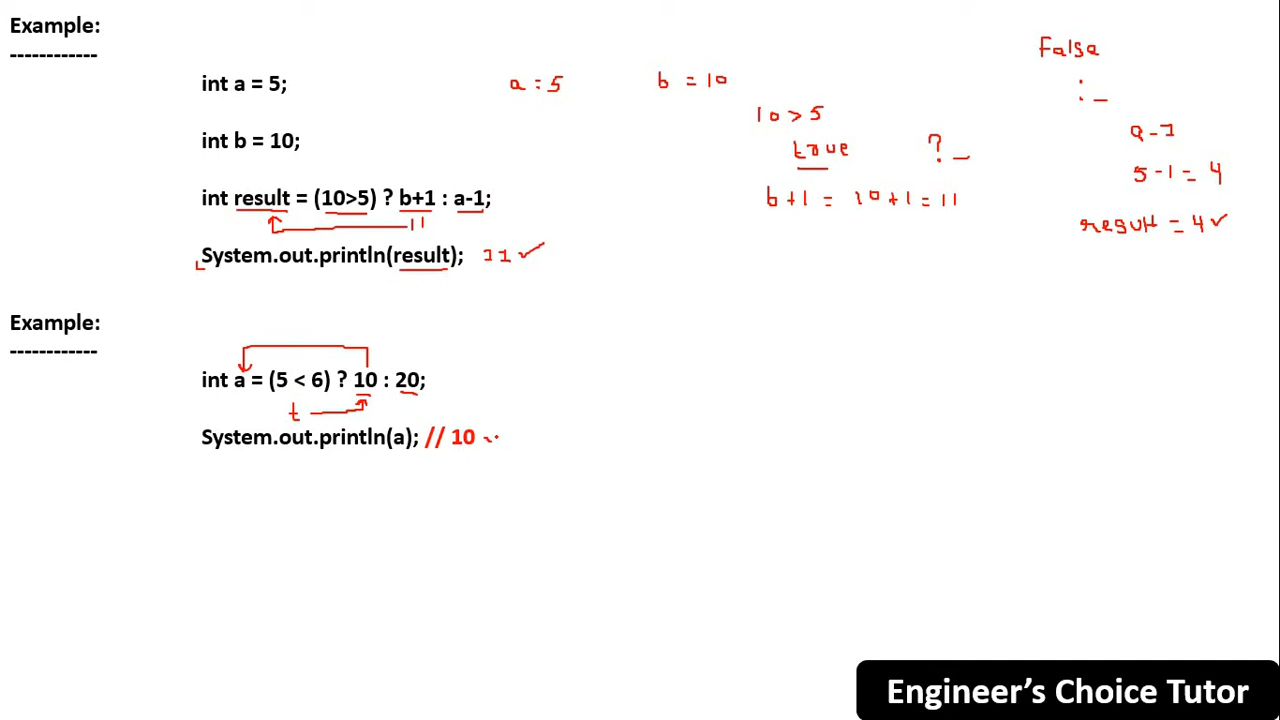 Example:
------------
int a = 5;
a = 5
b = 10
int b = 10;
int result = (10>5) ? b+1 : a-1;
11
System.out.println(result);
11 ✓
10 > 5
true
? _
b+1 = 10+1 = 11
False
: _
a-1
5-1 = 4
result = 4 ✓
Example:
------------
int a = (5 < 6) ? 10 : 20;
t
System.out.println(a); // 10
Engineer’s Choice Tutor